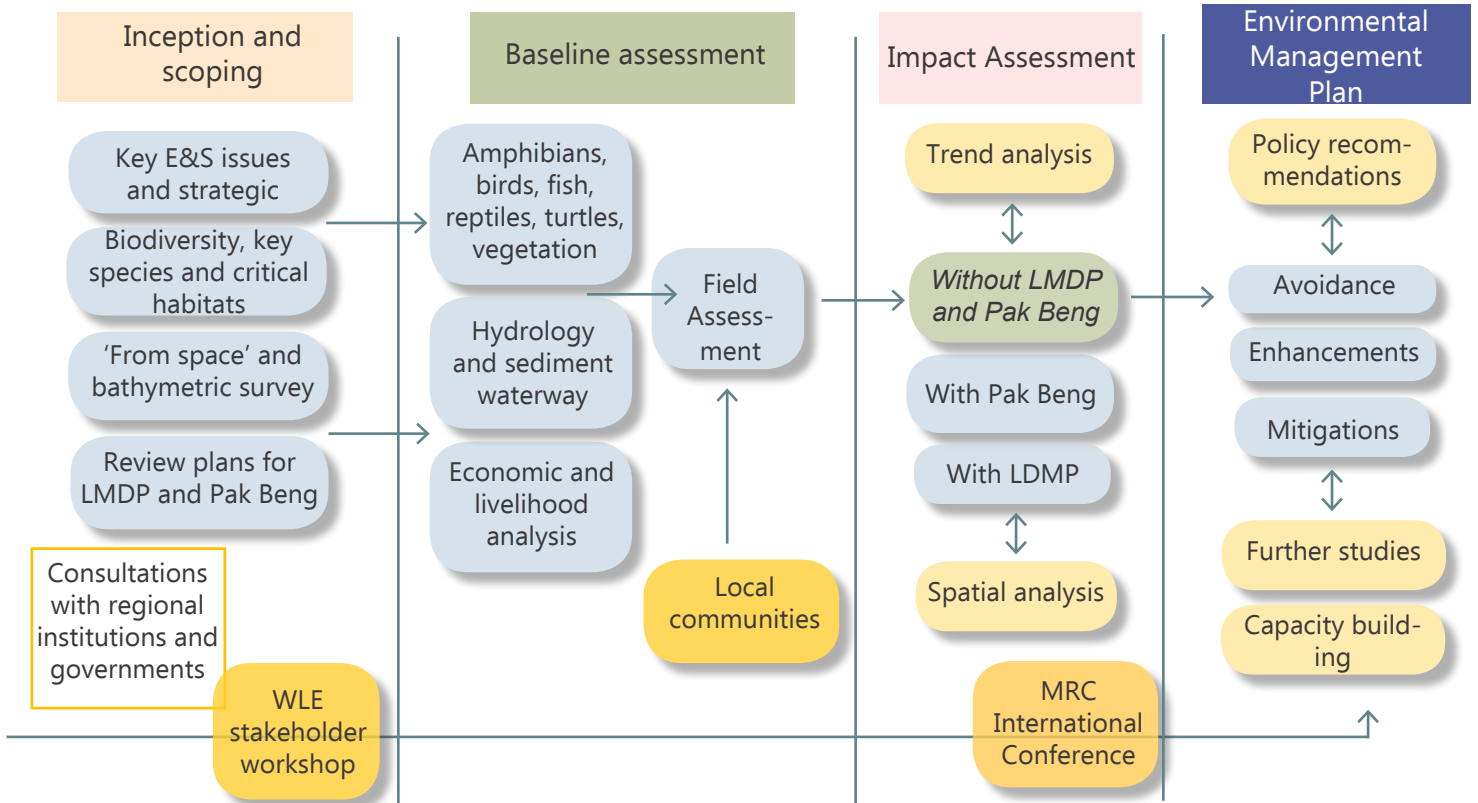 Inception and
scoping
Key E&S issues
and strategic
Biodiversity, key
species and critical
habitats
‘From space’ and
bathymetric survey
Review plans for
LMDP and Pak Beng
Consultations
with regional
institutions and
governments
WLE
stakeholder
workshop
Baseline assessment
Amphibians,
birds, fish,
reptiles, turtles,
vegetation
Hydrology
and sediment
waterway
Economic and
livelihood
analysis
Field
Assess-
ment
Local
communities
Impact Assessment
Trend analysis
Without LMDP
and Pak Beng
With Pak Beng
With LDMP
Spatial analysis
MRC
International
Conference
Environmental
Management
Plan
Policy recom-
mendations
Avoidance
Enhancements
Mitigations
Further studies
Capacity build-
ing